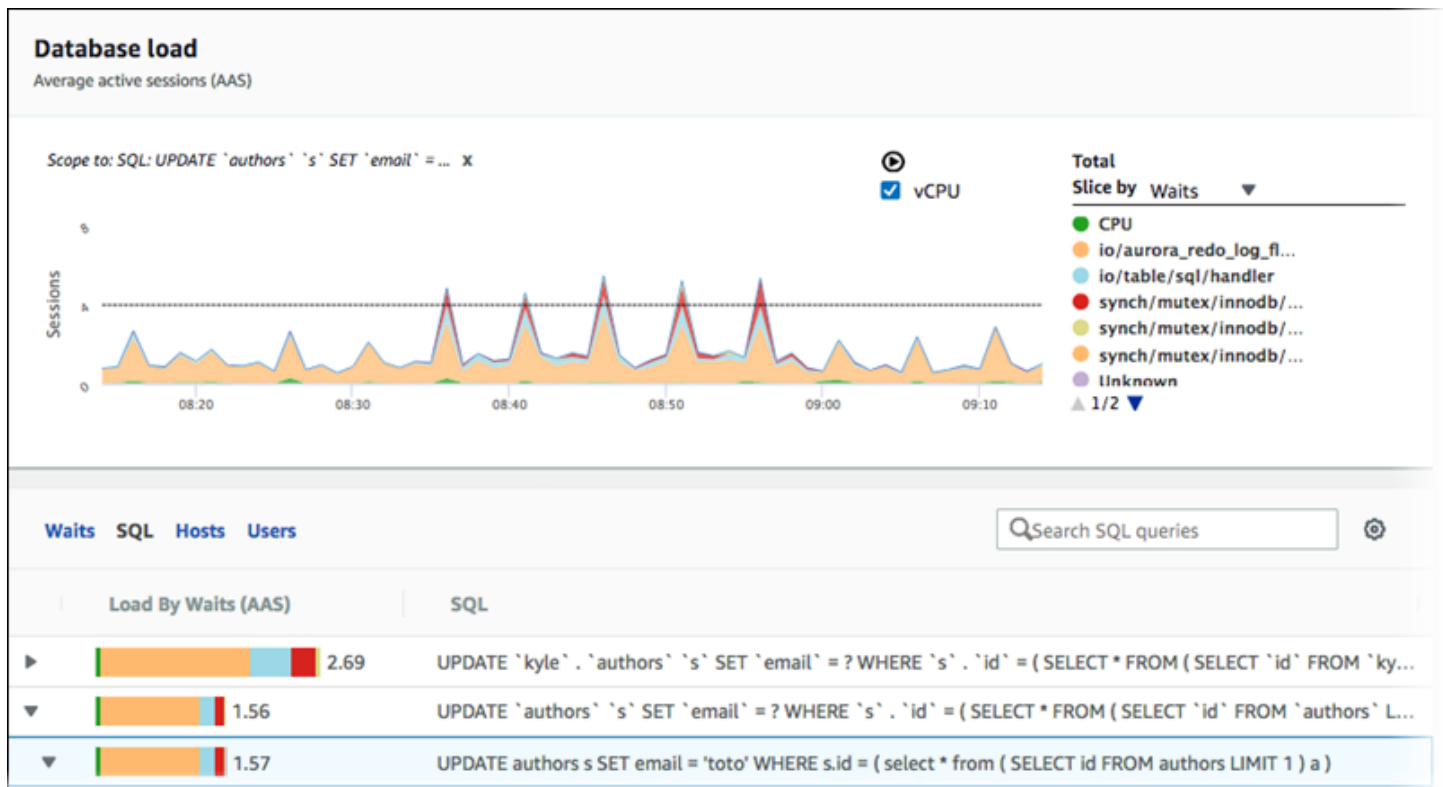 Database load
Average active sessions (AAS)
Scope to: SQL: UPDATE `authors` `s` SET `email` = ... x
vCPU
Total
Slice by Waits
CPU
io/aurora_redo_log_fl...
io/table/sql/handler
synch/mutex/innodb/...
synch/mutex/innodb/...
synch/mutex/innodb/...
Unknown
1/2
Sessions
8
4
0
08:20 08:30 08:40 08:50 09:00 09:10
Waits SQL Hosts Users
Search SQL queries
Load By Waits (AAS) SQL
2.69 UPDATE `kyle` . `authors` `s` SET `email` = ? WHERE `s` . `id` = ( SELECT * FROM ( SELECT `id` FROM `ky...
1.56 UPDATE `authors` `s` SET `email` = ? WHERE `s` . `id` = ( SELECT * FROM ( SELECT `id` FROM `authors` L...
1.57 UPDATE authors s SET email = 'toto' WHERE s.id = ( select * from ( SELECT id FROM authors LIMIT 1 ) a )